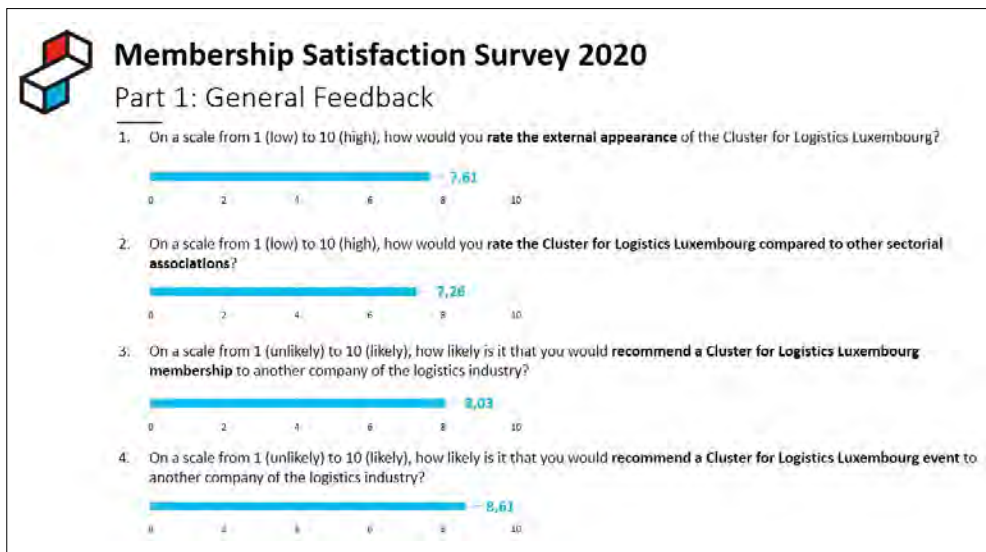 Membership Satisfaction Survey 2020
Part 1: General Feedback
1. On a scale from 1 (low) to 10 (high), how would you rate the external appearance of the Cluster for Logistics Luxembourg?
7,61
0 2 4 6 8 10
2. On a scale from 1 (low) to 10 (high), how would you rate the Cluster for Logistics Luxembourg compared to other sectorial
associations?
7,26
0 2 4 6 8 10
3. On a scale from 1 (unlikely) to 10 (likely), how likely is it that you would recommend a Cluster for Logistics Luxembourg
membership to another company of the logistics industry?
8,03
0 2 4 6 8 10
4. On a scale from 1 (unlikely) to 10 (likely), how likely is it that you would recommend a Cluster for Logistics Luxembourg event to
another company of the logistics industry?
8,61
0 2 4 6 8 10